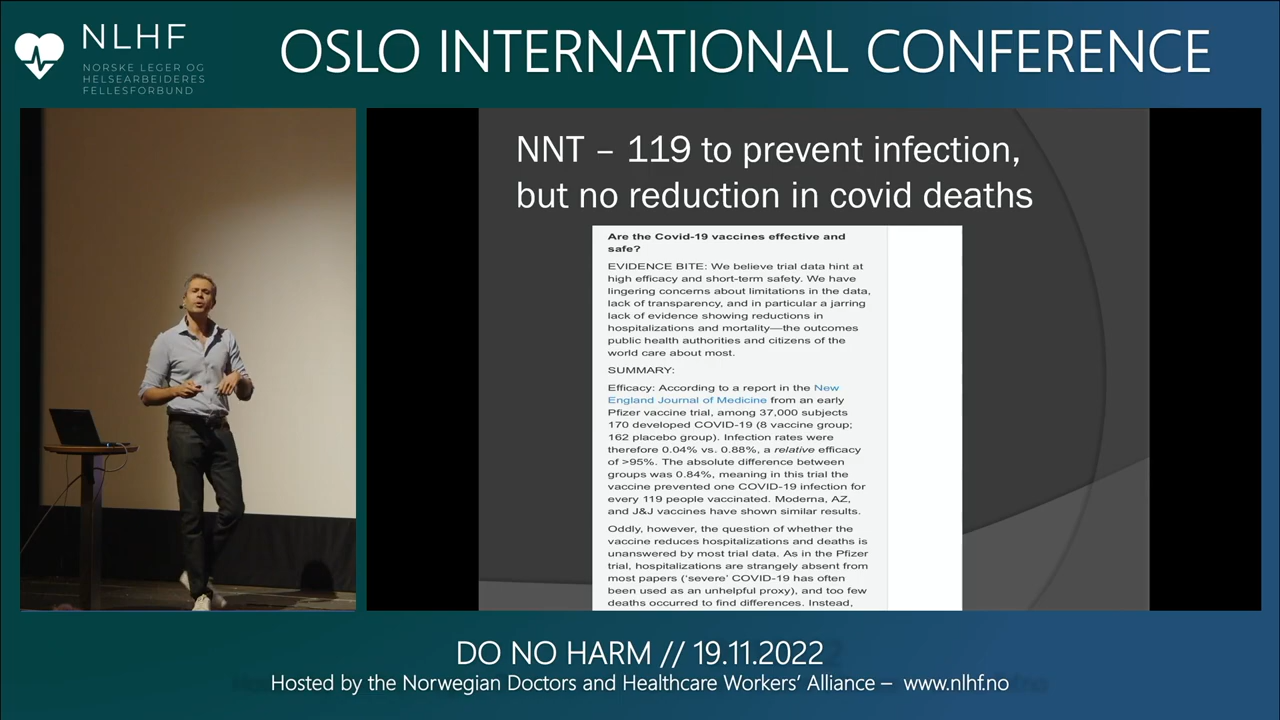 NLHF
NORSKE LEGER OG
HELSEARBEIDERES
FELLESFORBUND
OSLO INTERNATIONAL CONFERENCE
NNT – 119 to prevent infection,
but no reduction in covid deaths
Are the Covid-19 vaccines effective and
safe?
EVIDENCE BITE: We believe trial data hint at
high efficacy and short-term safety. We have
lingering concerns about limitations in the data,
lack of transparency, and in particular a jarring
lack of evidence showing reductions in
hospitalizations and mortality—the outcomes
public health authorities and citizens of the
world care about most.
SUMMARY:
Efficacy: According to a report in the New
England Journal of Medicine from an early
Pfizer vaccine trial, among 37,000 subjects
170 developed COVID-19 (8 vaccine group;
162 placebo group). Infection rates were
therefore 0.04% vs. 0.88%, a relative efficacy
of >95%. The absolute difference between
groups was 0.84%, meaning in this trial the
vaccine prevented one COVID-19 infection for
every 119 people vaccinated. Moderna, AZ,
and J&J vaccines have shown similar results.
Oddly, however, the question of whether the
vaccine reduces hospitalizations and deaths is
unanswered by most trial data. As in the Pfizer
trial, hospitalizations are strangely absent from
most papers (‘severe’ COVID-19 has often
been used as an unhelpful proxy), and too few
deaths occurred to find differences. Instead,
DO NO HARM // 19.11.2022
Hosted by the Norwegian Doctors and Healthcare Workers’ Alliance – www.nlhf.no